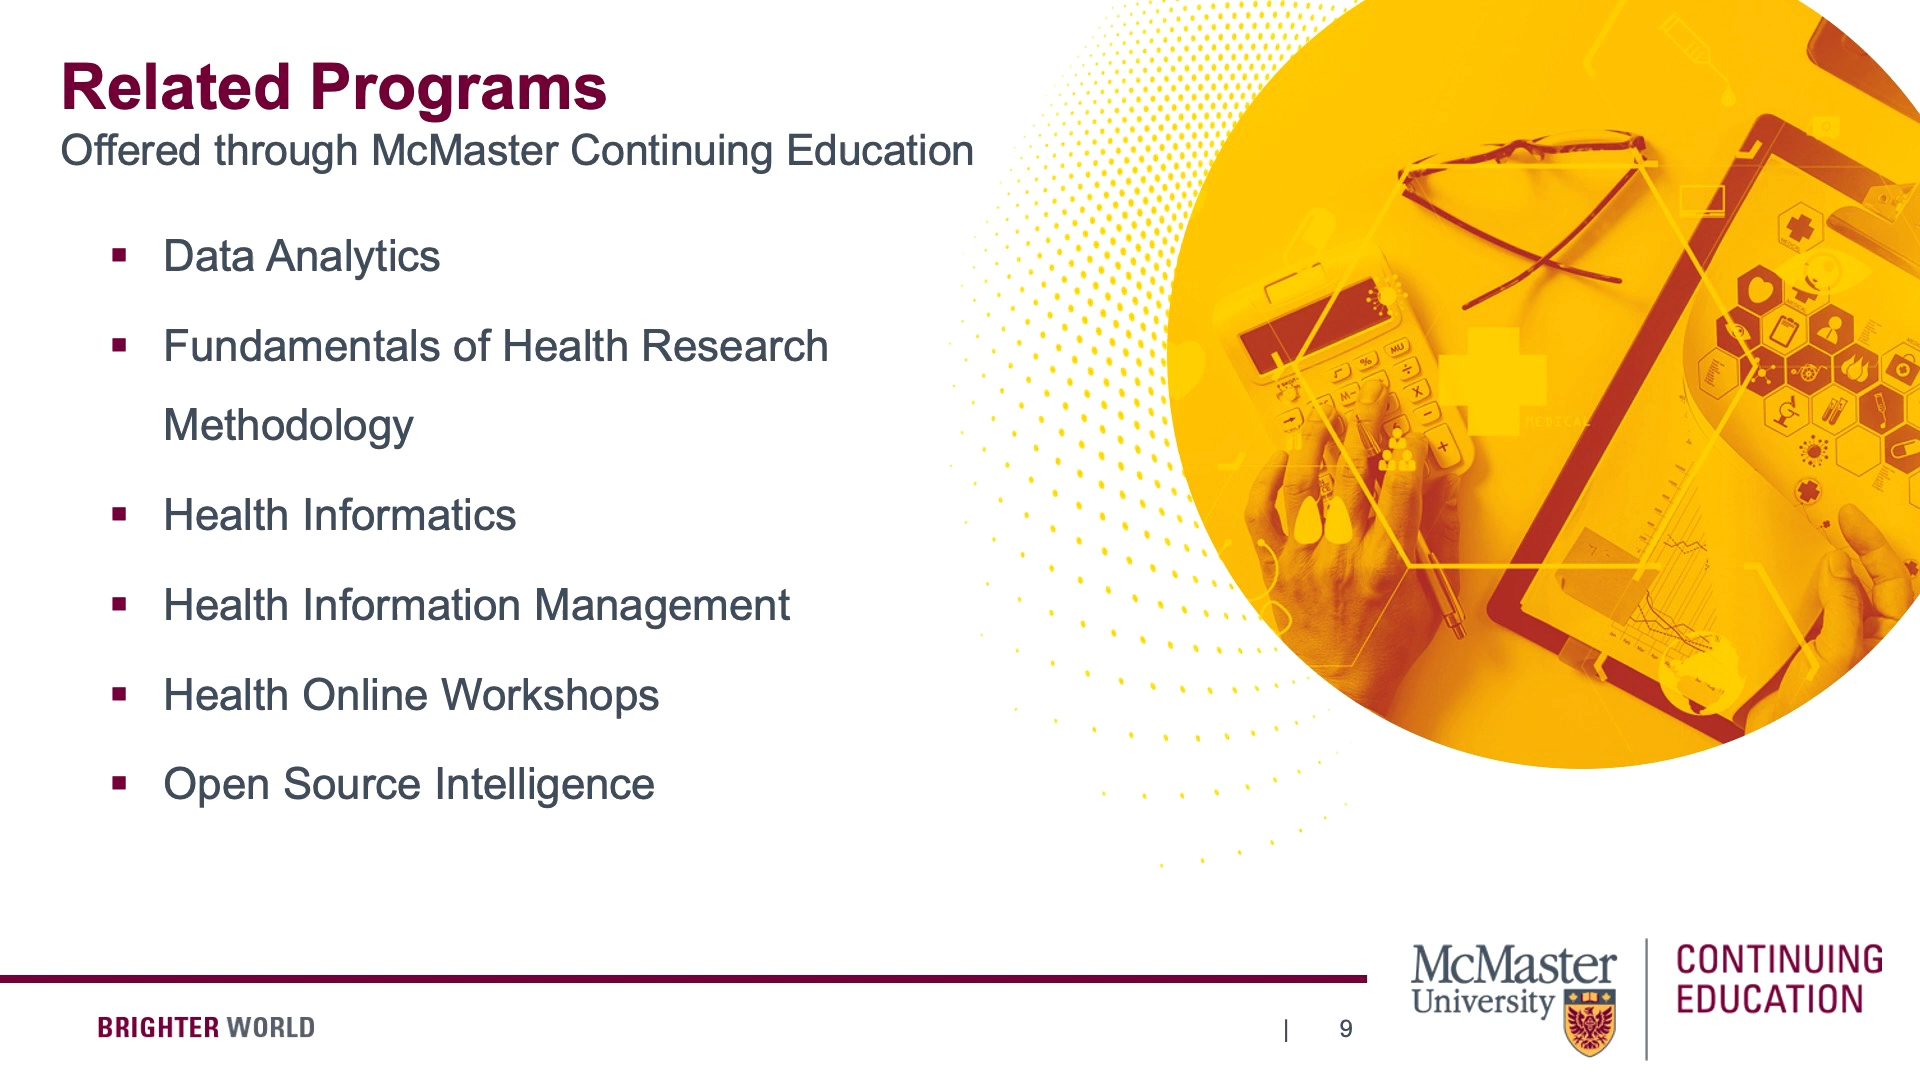 Related Programs
Offered through McMaster Continuing Education
▪ Data Analytics
▪ Fundamentals of Health Research
Methodology
▪ Health Informatics
▪ Health Information Management
▪ Health Online Workshops
▪ Open Source Intelligence
MEDICAL
BRIGHTER WORLD
| 9
McMaster
University
CONTINUING
EDUCATION